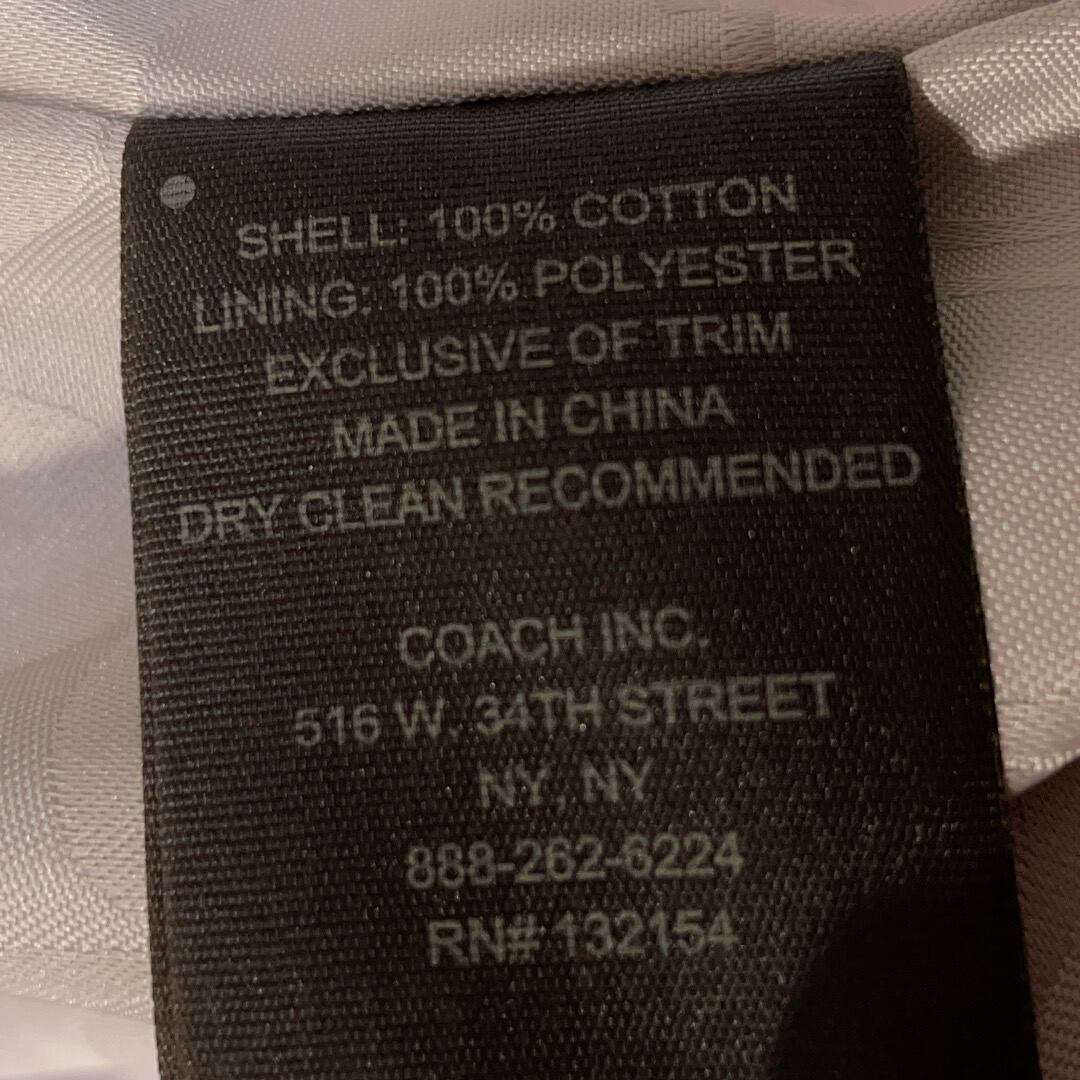 SHELL: 100% COTTON
LINING: 100% POLYESTER
EXCLUSIVE OF TRIM
MADE IN CHINA
DRY CLEAN RECOMMENDED
COACH INC.
516 W. 34TH STREET
NY, NY
888-262-6224
RN# 132154